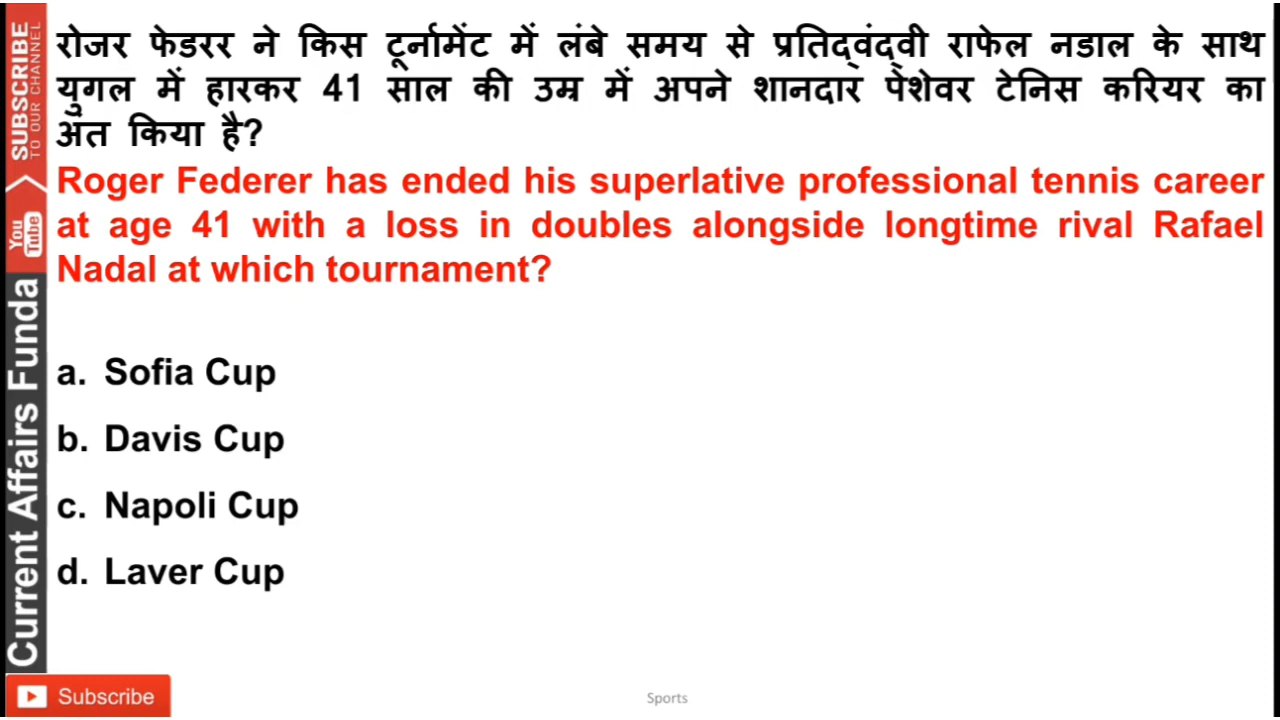 रोजर फेडरर ने किस टूर्नामेंट में लंबे समय से प्रतिद्वंद्वी राफेल नडाल के साथ
युगल में हारकर 41 साल की उम्र में अपने शानदार पेशेवर टेनिस करियर का
अंत किया है?
Roger Federer has ended his superlative professional tennis career
at age 41 with a loss in doubles alongside longtime rival Rafael
Nadal at which tournament?
a. Sofia Cup
b. Davis Cup
c. Napoli Cup
d. Laver Cup
SUBSCRIBE
TO OUR CHANNEL
You
Tube
Current Affairs Funda
Subscribe
Sports